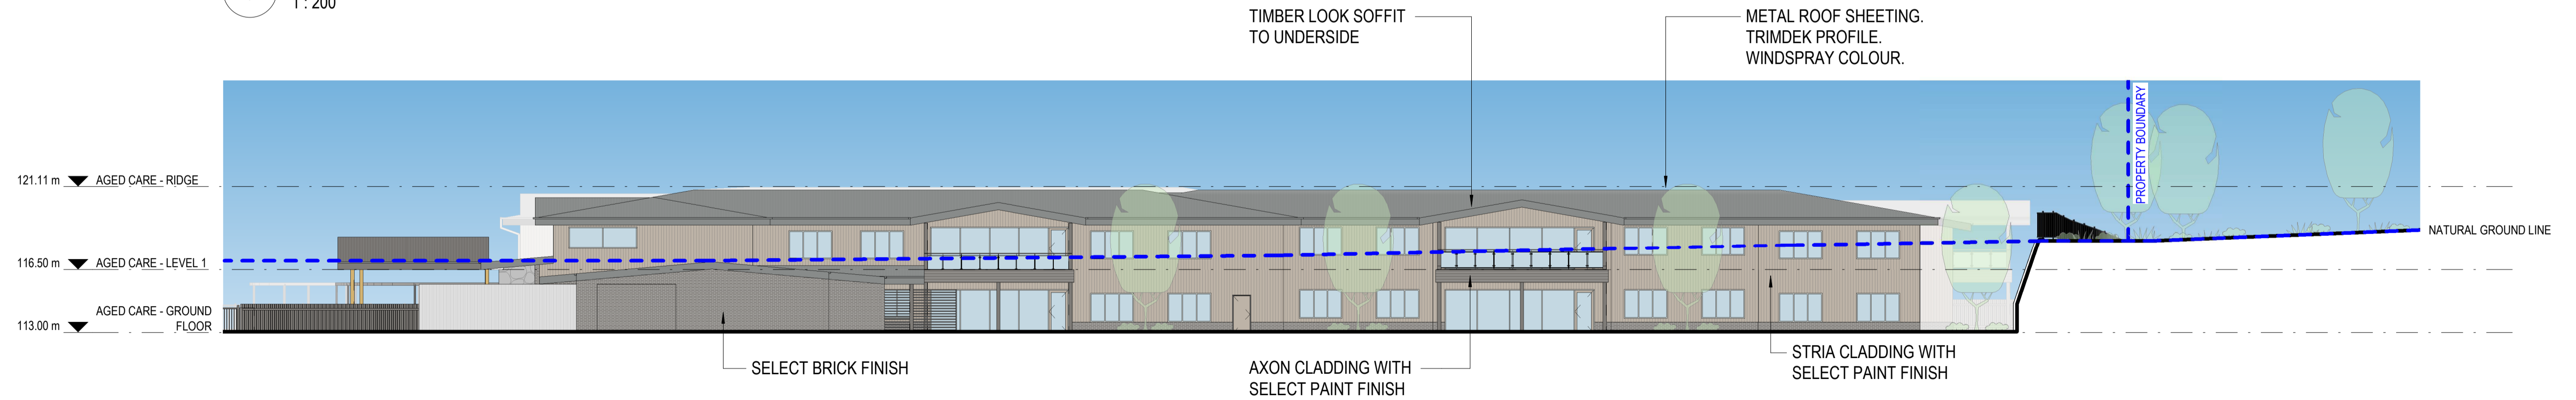 1 : 200
TIMBER LOOK SOFFIT
TO UNDERSIDE
METAL ROOF SHEETING.
TRIMDEK PROFILE.
WINDSPRAY COLOUR.
PROPERTY BOUNDARY
121.11 m AGED CARE - RIDGE
NATURAL GROUND LINE
116.50 m AGED CARE - LEVEL 1
AGED CARE - GROUND
FLOOR
113.00 m
SELECT BRICK FINISH
AXON CLADDING WITH
SELECT PAINT FINISH
STRIA CLADDING WITH
SELECT PAINT FINISH